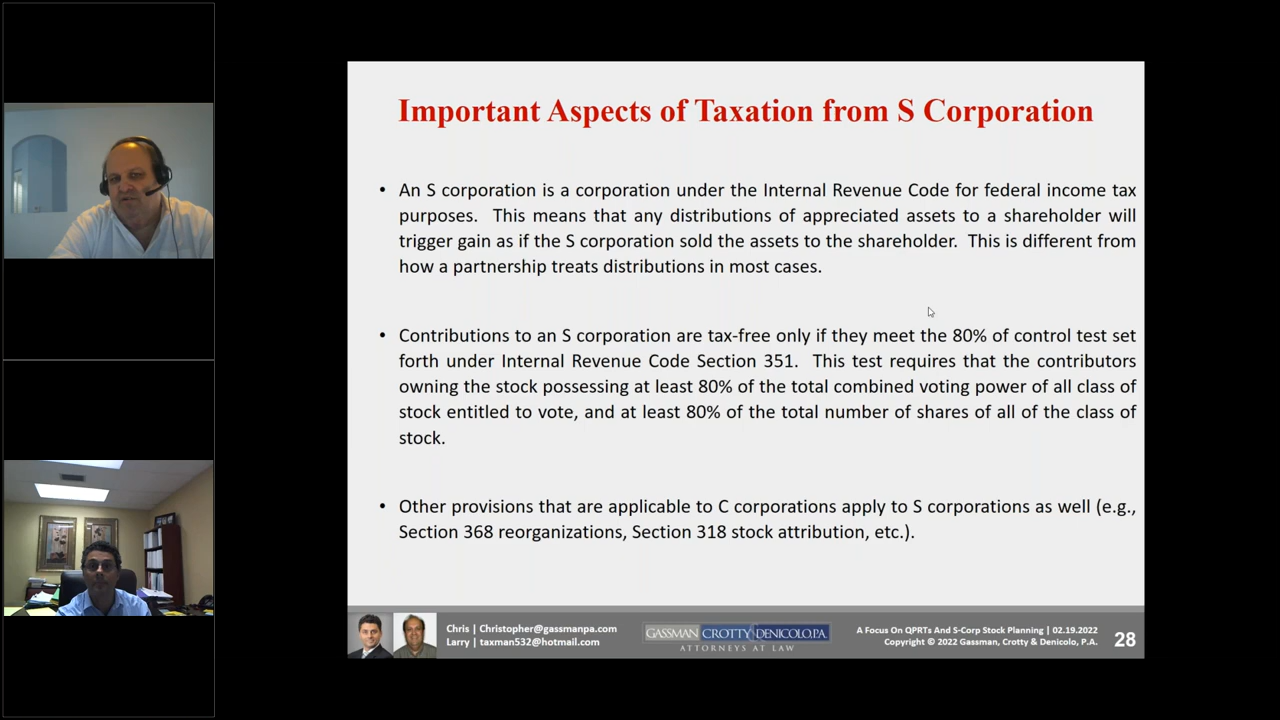 Important Aspects of Taxation from S Corporation
• An S corporation is a corporation under the Internal Revenue Code for federal income tax
purposes. This means that any distributions of appreciated assets to a shareholder will
trigger gain as if the S corporation sold the assets to the shareholder. This is different from
how a partnership treats distributions in most cases.
• Contributions to an S corporation are tax-free only if they meet the 80% of control test set
forth under Internal Revenue Code Section 351. This test requires that the contributors
owning the stock possessing at least 80% of the total combined voting power of all class of
stock entitled to vote, and at least 80% of the total number of shares of all of the class of
stock.
• Other provisions that are applicable to C corporations apply to S corporations as well (e.g.,
Section 368 reorganizations, Section 318 stock attribution, etc.).
Chris | Christopher@gassmanpa.com
Larry | taxman532@hotmail.com
GASSMAN CROTTY DENICOLO, P.A.
ATTORNEYS AT LAW
A Focus On QPRTs And S-Corp Stock Planning | 02.19.2022
Copyright © 2022 Gassman, Crotty & Denicolo, P.A.
28